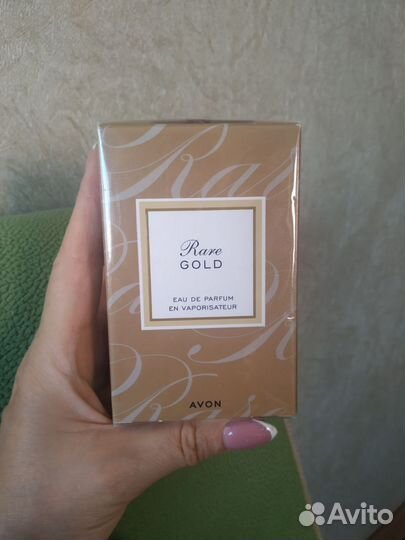 Rare
GOLD
EAU DE PARFUM
EN VAPORISATEUR
AVON
Avito